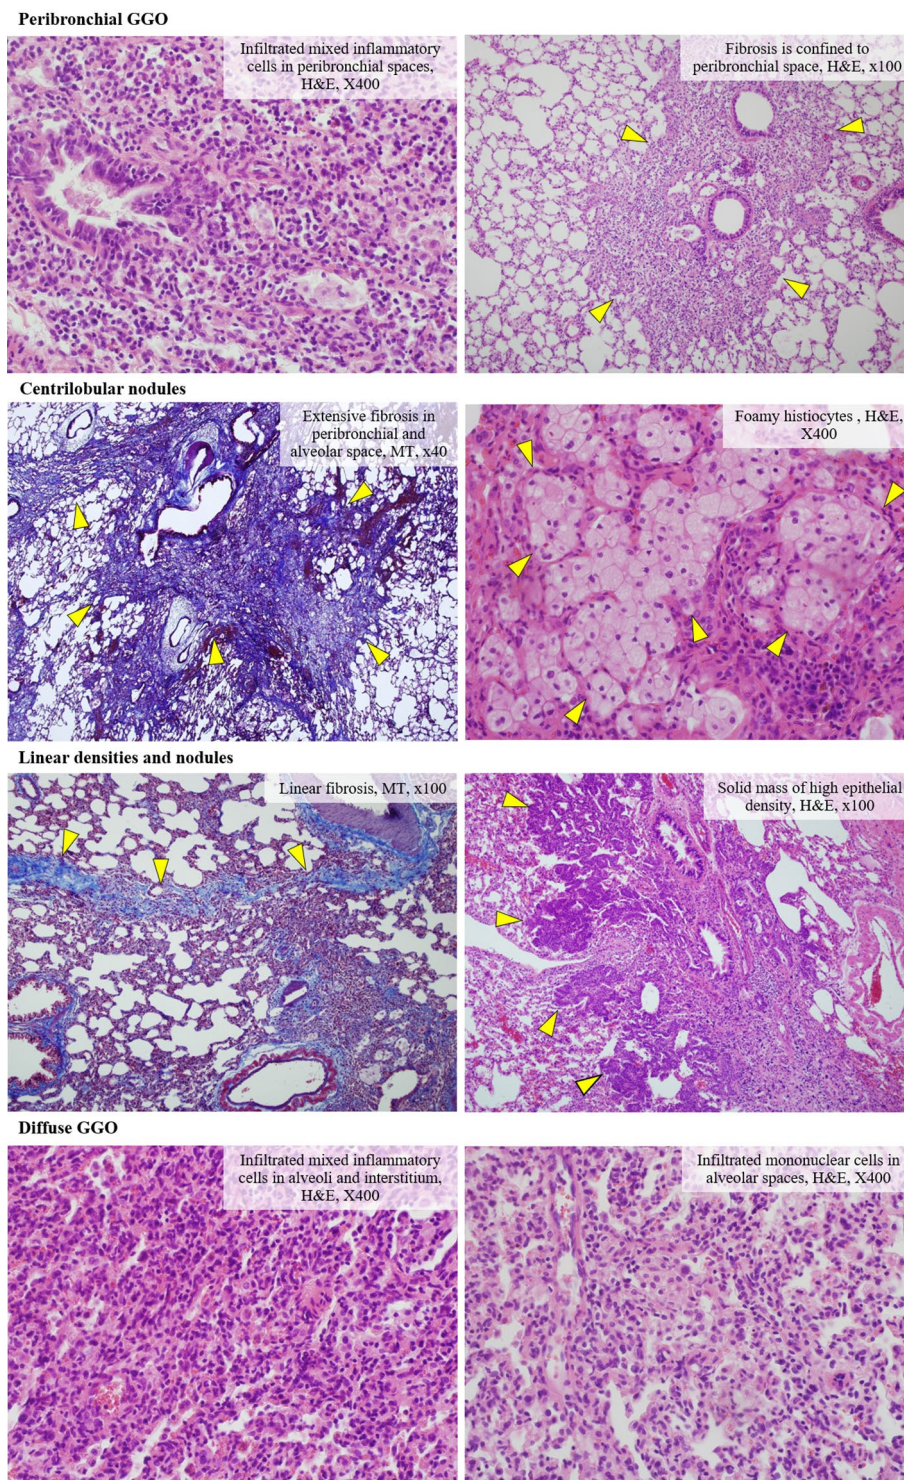 Peribronchial GGO
Infiltrated mixed inflammatory
cells in peribronchial spaces,
H&E, X400
Fibrosis is confined to
peribronchial space, H&E, x100
Centrilobular nodules
Extensive fibrosis in
peribronchial and
alveolar space, MT, x40
Foamy histiocytes , H&E,
X400
Linear densities and nodules
Linear fibrosis, MT, x100
Solid mass of high epithelial
density, H&E, x100
Diffuse GGO
Infiltrated mixed inflammatory
cells in alveoli and interstitium,
H&E, X400
Infiltrated mononuclear cells in
alveolar spaces, H&E, X400